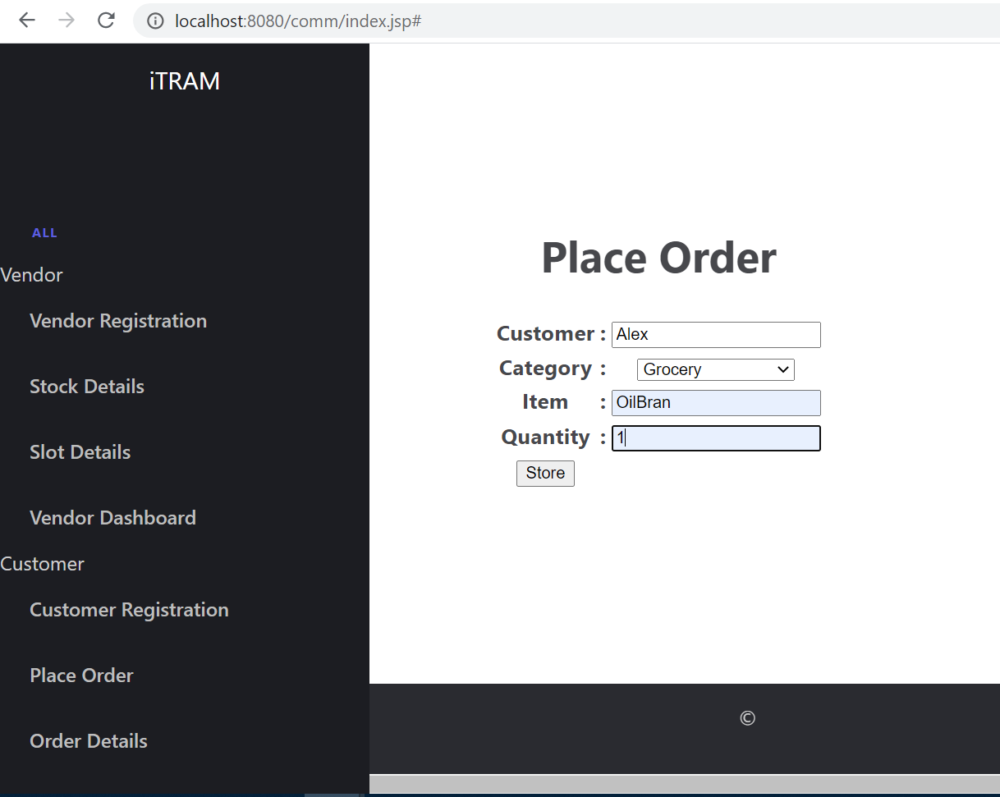 localhost:8080/comm/index.jsp#
iTRAM
ALL
Vendor
Vendor Registration
Stock Details
Slot Details
Vendor Dashboard
Customer
Customer Registration
Place Order
Order Details
Place Order
Customer : Alex
Category : Grocery
Item : OilBran
Quantity : 1
Store
©